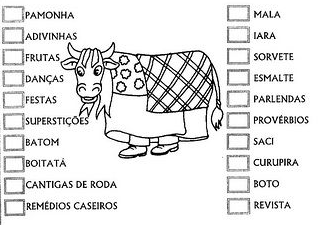 PAMONHA
ADIVINHAS
FRUTAS
DANÇAS
FESTAS
SUPERSTIÇÕES
BATOM
BOITATÁ
CANTIGAS DE RODA
REMÉDIOS CASEIROS
MALA
IARA
SORVETE
ESMALTE
PARLENDAS
PROVÉRBIOS
SACI
CURUPIRA
BOTO
REVISTA